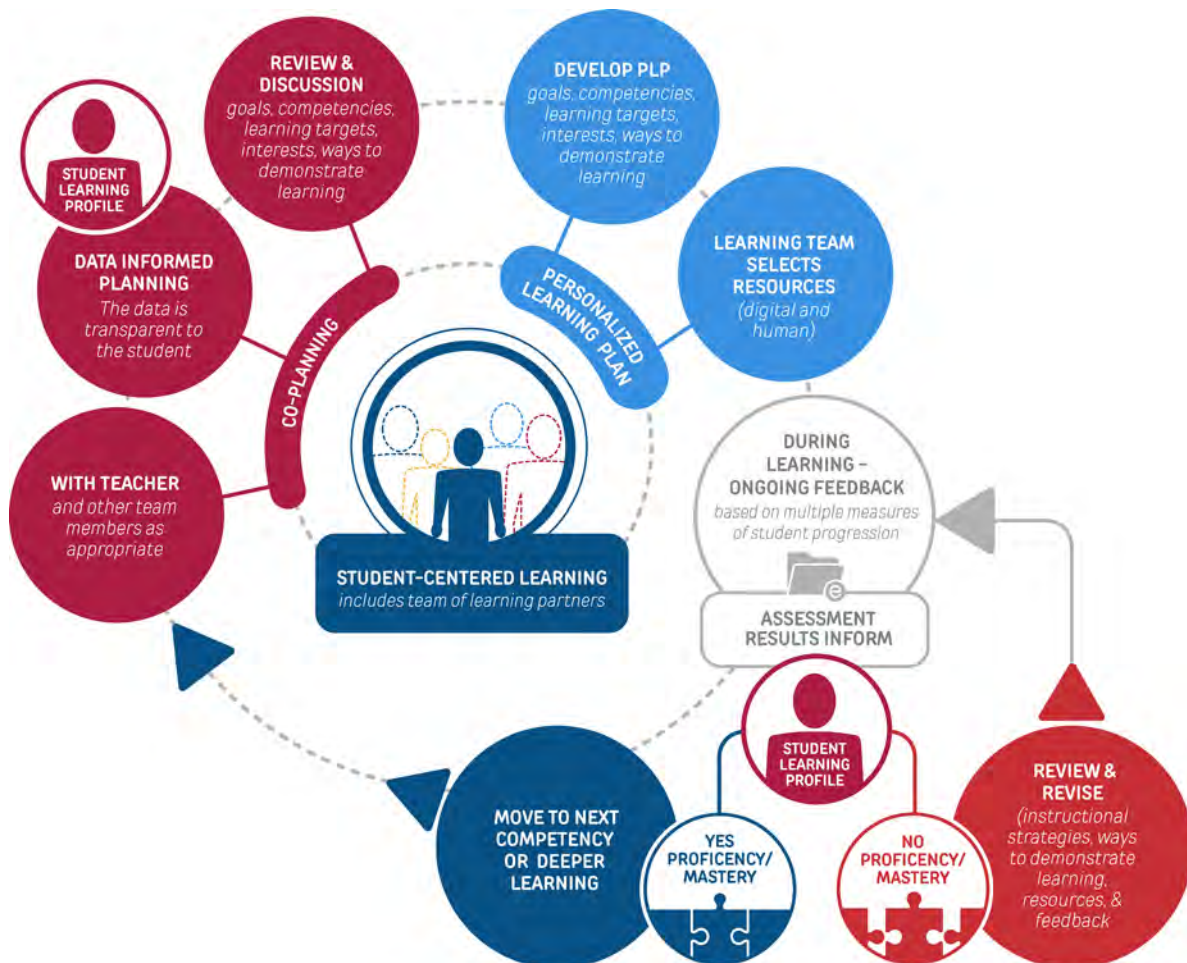 REVIEW &
DISCUSSION
goals, competencies,
learning targets,
interests, ways to
demonstrate
learning
STUDENT
LEARNING
PROFILE
DATA INFORMED
PLANNING
The data is
transparent to
the student
WITH TEACHER
and other team
members as
appropriate
CO-PLANNING
DEVELOP PLP
goals, competencies,
learning targets,
interests, ways to
demonstrate
learning
LEARNING TEAM
SELECTS
RESOURCES
(digital and
human)
PERSONALIZED
LEARNING PLAN
STUDENT-CENTERED LEARNING
includes team of learning partners
DURING
LEARNING –
ONGOING FEEDBACK
based on multiple measures
of student progression
e
ASSESSMENT
RESULTS INFORM
STUDENT
LEARNING
PROFILE
YES
PROFICENCY/
MASTERY
NO
PROFICENCY/
MASTERY
MOVE TO NEXT
COMPETENCY
OR DEEPER
LEARNING
REVIEW &
REVISE
(instructional
strategies, ways
to demonstrate
learning,
resources, &
feedback